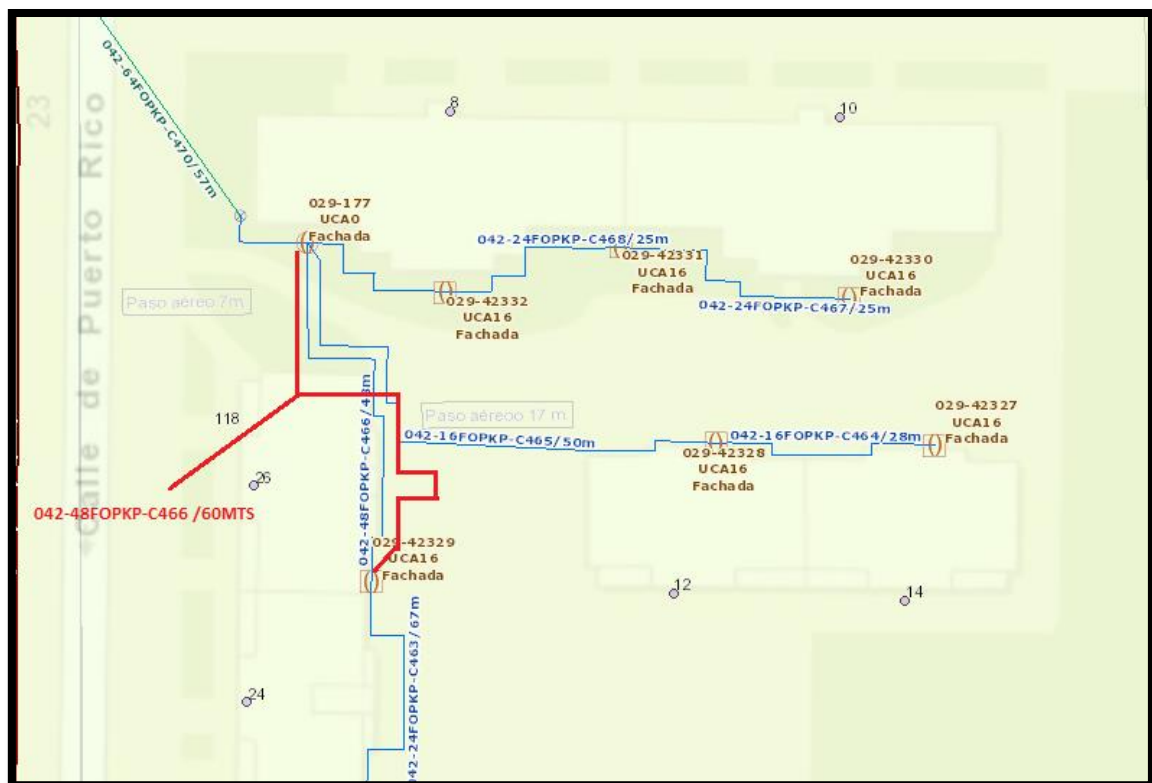 23
Calle de Puerto Rico
042-64FOPKP-C470/57m
8
10
029-177
UCA0
Fachada
042-24FOPKP-C468/25m
029-42331
UCA16
Fachada
029-42330
UCA16
Fachada
029-42332
UCA16
Fachada
042-24FOPKP-C467/25m
Paso aéreo 7m.
118
042-48FOPKP-C466/43m
Paso aéreoo 17 m.
042-16FOPKP-C465/50m
029-42328
UCA16
Fachada
042-16FOPKP-C464/28m
029-42327
UCA16
Fachada
26
042-48FOPKP-C466 /60MTS
029-42329
UCA16
Fachada
12
14
24
042-24FOPKP-C463/67m